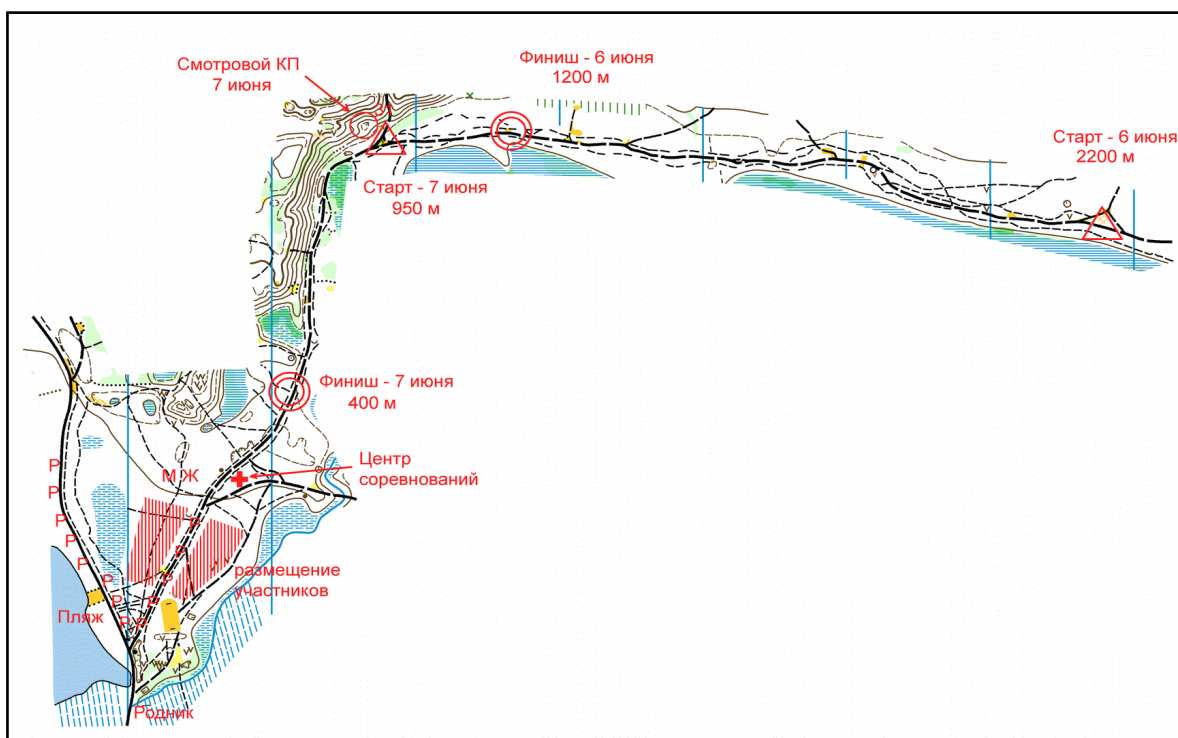 Финиш - 6 июня
1200 м
Смотровой КП
7 июня
Старт - 6 июня
2200 м
Старт - 7 июня
950 м
Финиш - 7 июня
400 м
Центр
соревнований
М Ж
P
P
P
P
P
P
P
P
P
P
P
P
P
P
размещение
участников
Пляж
Родник